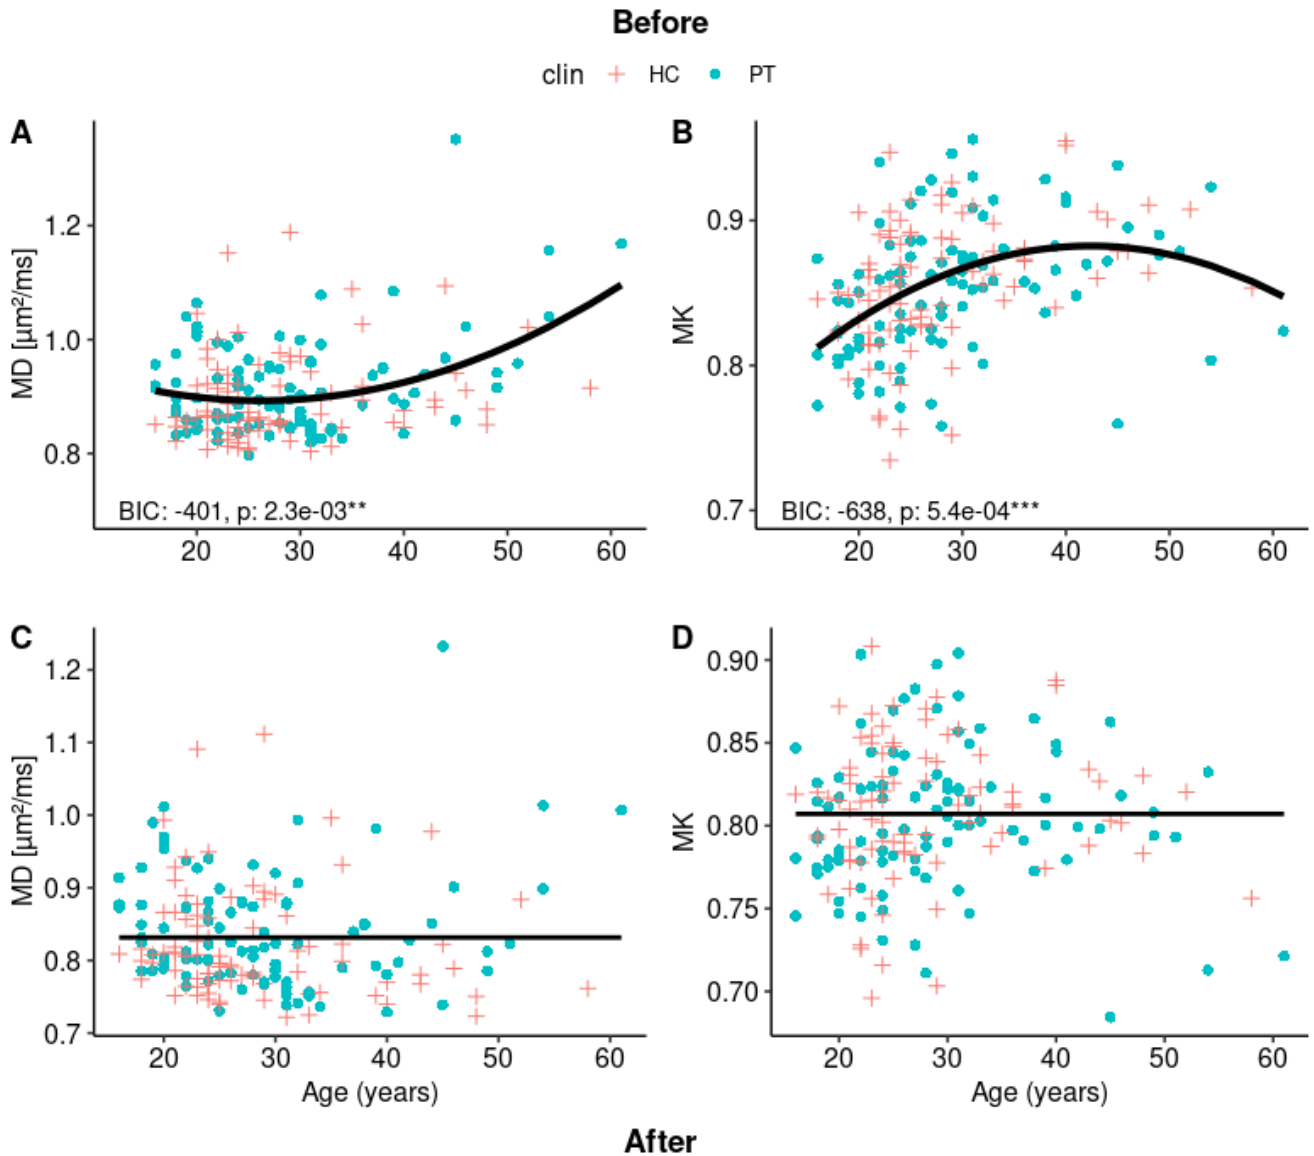 Before
clin HC PT
A
B
MD [µm²/ms]
1.2
1.0
0.8
BIC: -401, p: 2.3e-03**
20 30 40 50 60
MK
0.9
0.8
0.7
BIC: -638, p: 5.4e-04***
20 30 40 50 60
C
D
MD [µm²/ms]
1.2
1.1
1.0
0.9
0.8
0.7
20 30 40 50 60
Age (years)
MK
0.90
0.85
0.80
0.75
0.70
20 30 40 50 60
Age (years)
After